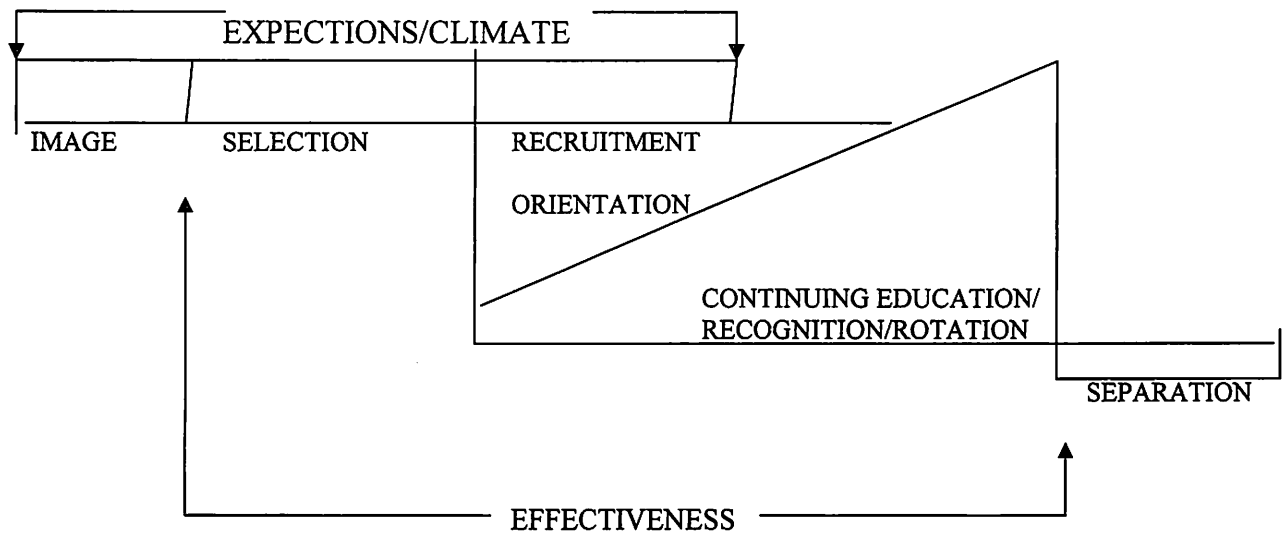 EXPECTIONS/CLIMATE
IMAGE
SELECTION
RECRUITMENT
ORIENTATION
CONTINUING EDUCATION/
RECOGNITION/ROTATION
SEPARATION
EFFECTIVENESS